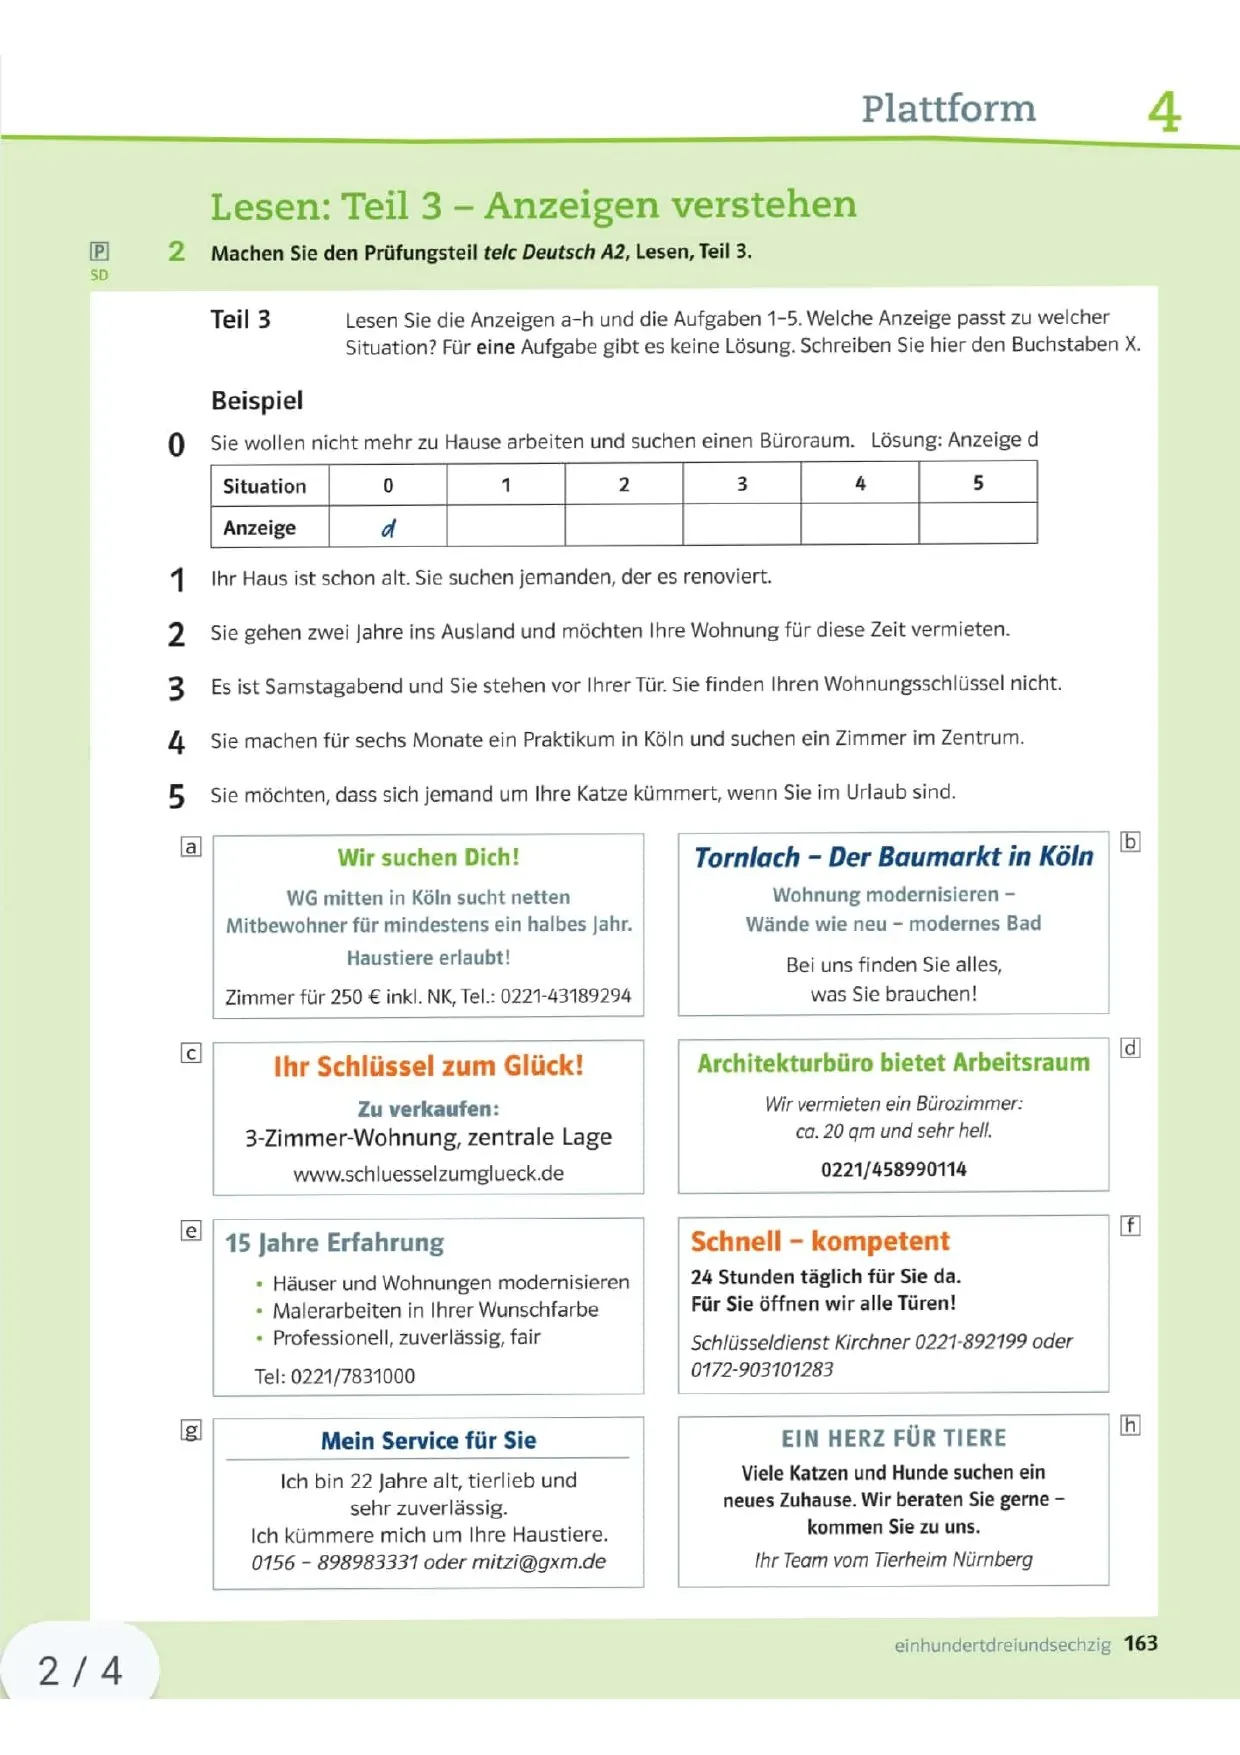 Plattform 4
Lesen: Teil 3 – Anzeigen verstehen
P
SD
2 Machen Sie den Prüfungsteil telc Deutsch A2, Lesen, Teil 3.
Teil 3 Lesen Sie die Anzeigen a–h und die Aufgaben 1–5. Welche Anzeige passt zu welcher
Situation? Für eine Aufgabe gibt es keine Lösung. Schreiben Sie hier den Buchstaben X.
Beispiel
0 Sie wollen nicht mehr zu Hause arbeiten und suchen einen Büroraum. Lösung: Anzeige d
Situation 0 1 2 3 4 5
Anzeige d
1 Ihr Haus ist schon alt. Sie suchen jemanden, der es renoviert.
2 Sie gehen zwei Jahre ins Ausland und möchten Ihre Wohnung für diese Zeit vermieten.
3 Es ist Samstagabend und Sie stehen vor Ihrer Tür. Sie finden Ihren Wohnungsschlüssel nicht.
4 Sie machen für sechs Monate ein Praktikum in Köln und suchen ein Zimmer im Zentrum.
5 Sie möchten, dass sich jemand um Ihre Katze kümmert, wenn Sie im Urlaub sind.
a
Wir suchen Dich!
WG mitten in Köln sucht netten
Mitbewohner für mindestens ein halbes Jahr.
Haustiere erlaubt!
Zimmer für 250 € inkl. NK, Tel.: 0221-43189294
b
Tornlach – Der Baumarkt in Köln
Wohnung modernisieren –
Wände wie neu – modernes Bad
Bei uns finden Sie alles,
was Sie brauchen!
c
Ihr Schlüssel zum Glück!
Zu verkaufen:
3-Zimmer-Wohnung, zentrale Lage
www.schluesselzumglueck.de
d
Architekturbüro bietet Arbeitsraum
Wir vermieten ein Bürozimmer:
ca. 20 qm und sehr hell.
0221/458990114
e
15 Jahre Erfahrung
• Häuser und Wohnungen modernisieren
• Malerarbeiten in Ihrer Wunschfarbe
• Professionell, zuverlässig, fair
Tel: 0221/7831000
f
Schnell – kompetent
24 Stunden täglich für Sie da.
Für Sie öffnen wir alle Türen!
Schlüsseldienst Kirchner 0221-892199 oder
0172-903101283
g
Mein Service für Sie
Ich bin 22 Jahre alt, tierlieb und
sehr zuverlässig.
Ich kümmere mich um Ihre Haustiere.
0156 – 898983331 oder mitzi@gxm.de
h
EIN HERZ FÜR TIERE
Viele Katzen und Hunde suchen ein
neues Zuhause. Wir beraten Sie gerne –
kommen Sie zu uns.
Ihr Team vom Tierheim Nürnberg
einhundertdreiundsechzig 163
2 / 4